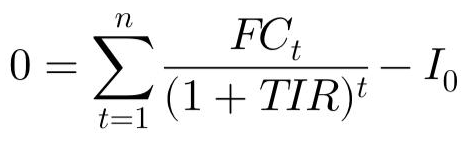 0 = \sum_{t=1}^{n} \frac{FC_t}{(1 + TIR)^t} - I_0